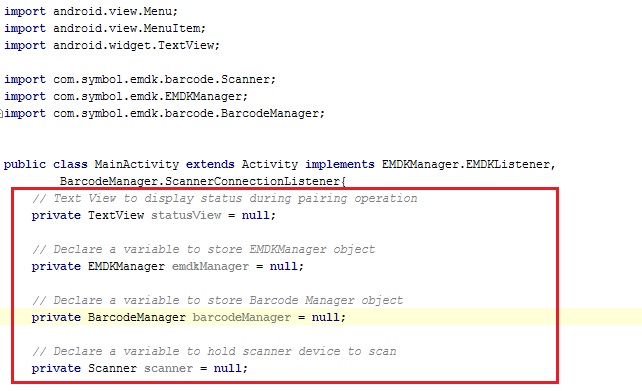 import android.view.Menu;
import android.view.MenuItem;
import android.widget.TextView;

import com.symbol.emdk.barcode.Scanner;
import com.symbol.emdk.EMDKManager;
import com.symbol.emdk.barcode.BarcodeManager;

public class MainActivity extends Activity implements EMDKManager.EMDKListener,
        BarcodeManager.ScannerConnectionListener{
    // Text View to display status during pairing operation
    private TextView statusView = null;

    // Declare a variable to store EMDKManager object
    private EMDKManager emdkManager = null;

    // Declare a variable to store Barcode Manager object
    private BarcodeManager barcodeManager = null;

    // Declare a variable to hold scanner device to scan
    private Scanner scanner = null;